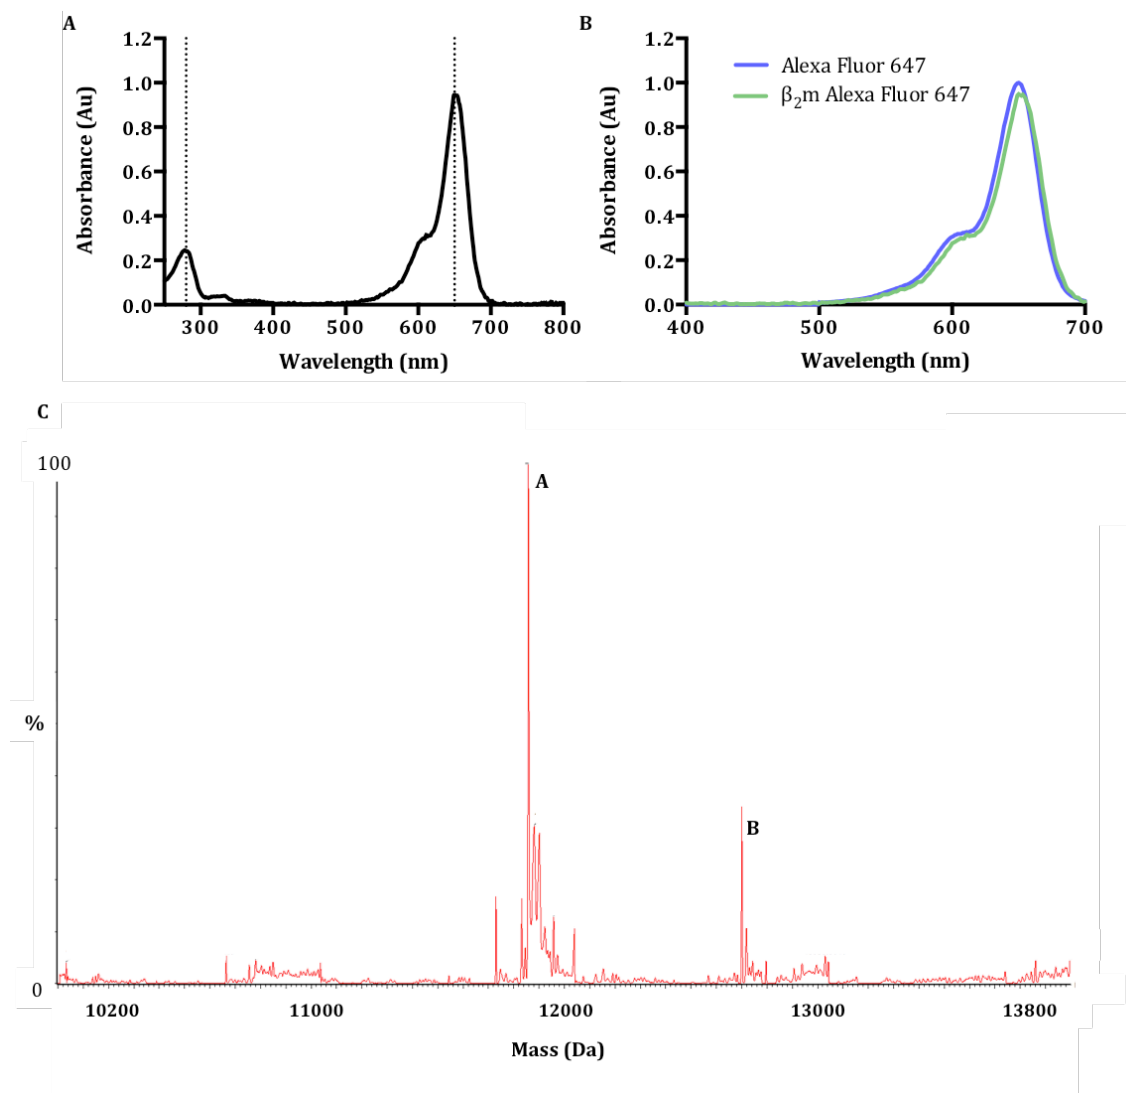 A
Absorbance (Au)
1.2
1.0
0.8
0.6
0.4
0.2
0.0
300 400 500 600 700 800
Wavelength (nm)
B
Absorbance (Au)
1.2
1.0
0.8
0.6
0.4
0.2
0.0
Alexa Fluor 647
β₂m Alexa Fluor 647
400 500 600 700
Wavelength (nm)
C
100
A
%
B
0
10200 11000 12000 13000 13800
Mass (Da)